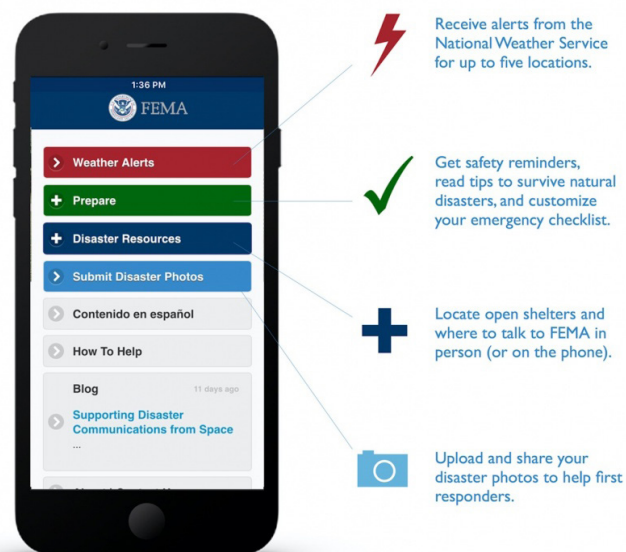 1:36 PM
FEMA
Weather Alerts
Prepare
Disaster Resources
Submit Disaster Photos
Contenido en español
How To Help
Blog 11 days ago
Supporting Disaster
Communications from Space
...
Receive alerts from the
National Weather Service
for up to five locations.
Get safety reminders,
read tips to survive natural
disasters, and customize
your emergency checklist.
Locate open shelters and
where to talk to FEMA in
person (or on the phone).
Upload and share your
disaster photos to help first
responders.